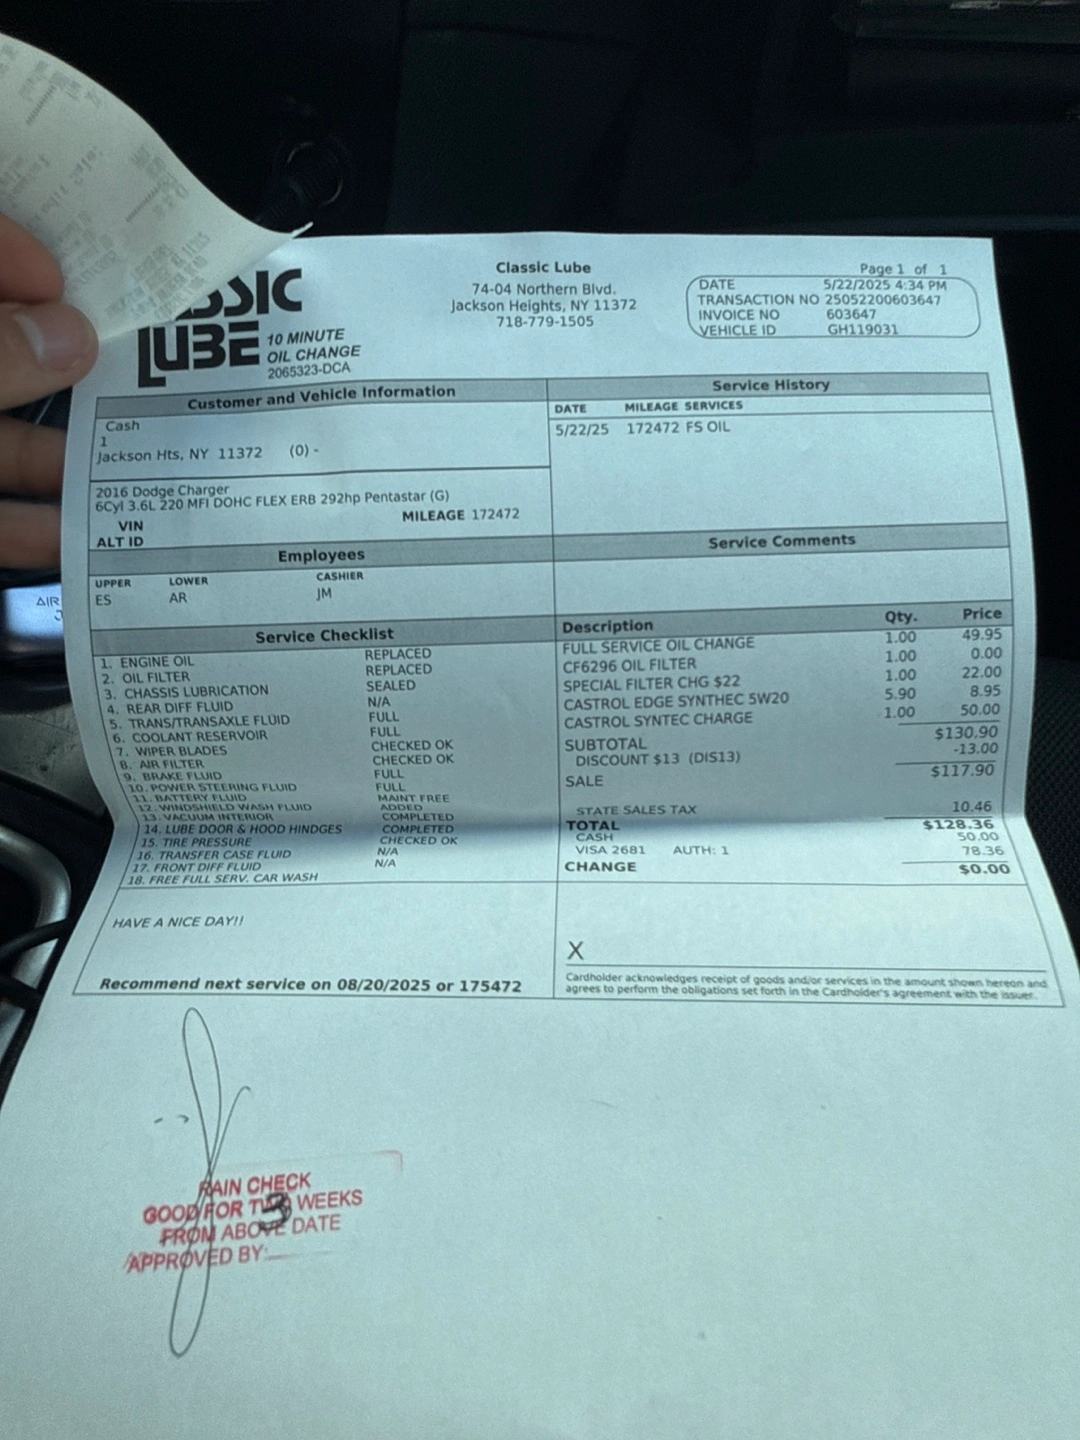 SSIC
LUBE 10 MINUTE
OIL CHANGE
2065323-DCA
Classic Lube
74-04 Northern Blvd.
Jackson Heights, NY 11372
718-779-1505
Page 1 of 1
DATE 5/22/2025 4:34 PM
TRANSACTION NO 25052200603647
INVOICE NO 603647
VEHICLE ID GH119031
Customer and Vehicle Information
Cash
1
Jackson Hts, NY 11372 (0) -
2016 Dodge Charger
6Cyl 3.6L 220 MFI DOHC FLEX ERB 292hp Pentastar (G)
VIN MILEAGE 172472
ALT ID
Service History
DATE MILEAGE SERVICES
5/22/25 172472 FS OIL
Employees
UPPER LOWER CASHIER
ES AR JM
Service Comments
Service Checklist
1. ENGINE OIL REPLACED
2. OIL FILTER REPLACED
3. CHASSIS LUBRICATION SEALED
4. REAR DIFF FLUID N/A
5. TRANS/TRANSAXLE FLUID FULL
6. COOLANT RESERVOIR FULL
7. WIPER BLADES CHECKED OK
8. AIR FILTER CHECKED OK
9. BRAKE FLUID FULL
10. POWER STEERING FLUID FULL
11. BATTERY FLUID MAINT FREE
12. WINDSHIELD WASH FLUID ADDED
13. VACUUM INTERIOR COMPLETED
14. LUBE DOOR & HOOD HINDGES COMPLETED
15. TIRE PRESSURE CHECKED OK
16. TRANSFER CASE FLUID N/A
17. FRONT DIFF FLUID N/A
18. FREE FULL SERV. CAR WASH
Description Qty. Price
FULL SERVICE OIL CHANGE 1.00 49.95
CF6296 OIL FILTER 1.00 0.00
SPECIAL FILTER CHG $22 1.00 22.00
CASTROL EDGE SYNTHEC 5W20 5.90 8.95
CASTROL SYNTEC CHARGE 1.00 50.00
SUBTOTAL $130.90
DISCOUNT $13 (DIS13) -13.00
SALE $117.90
STATE SALES TAX 10.46
TOTAL $128.36
CASH 50.00
VISA 2681 AUTH: 1 78.36
CHANGE $0.00
HAVE A NICE DAY!!
Recommend next service on 08/20/2025 or 175472
X
Cardholder acknowledges receipt of goods and/or services in the amount shown hereon and
agrees to perform the obligations set forth in the Cardholder's agreement with the issuer.
RAIN CHECK
GOOD FOR TWO 3 WEEKS
FROM ABOVE DATE
APPROVED BY:
AIR